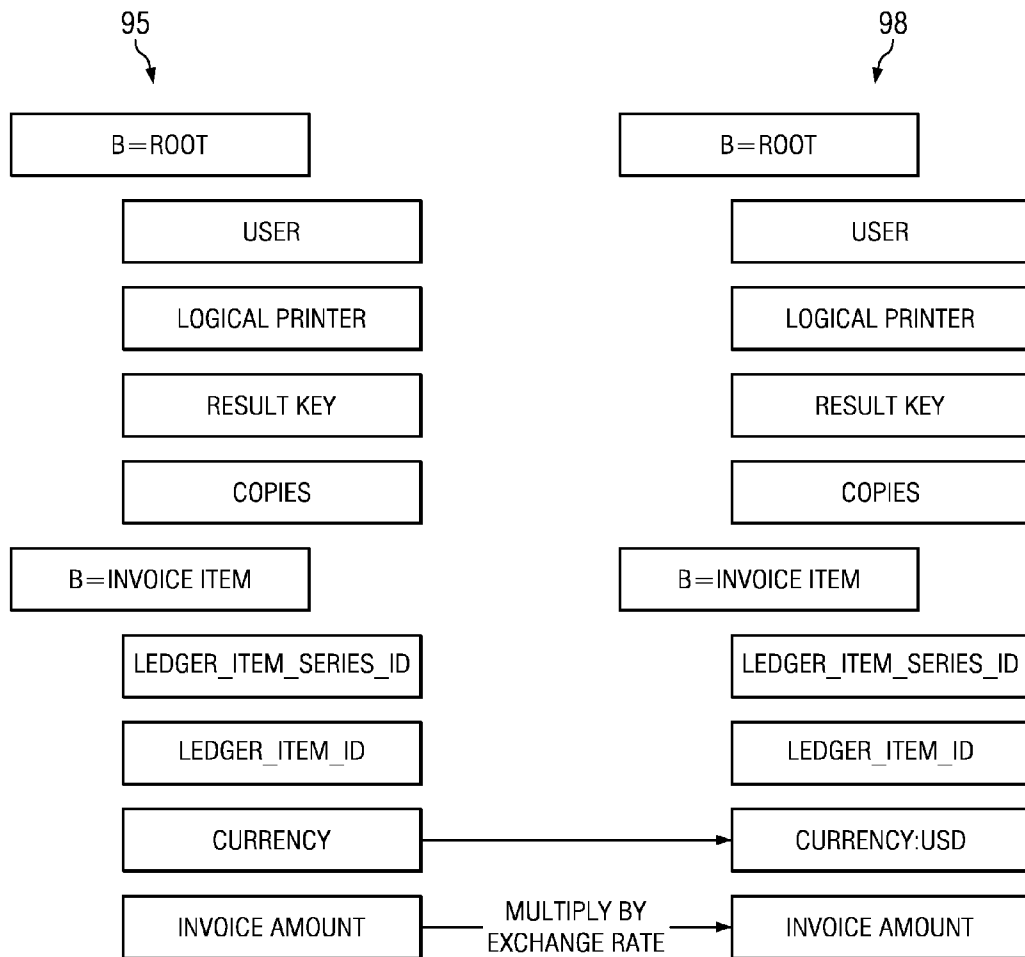 95
98
B=ROOT
B=ROOT
USER
USER
LOGICAL PRINTER
LOGICAL PRINTER
RESULT KEY
RESULT KEY
COPIES
COPIES
B=INVOICE ITEM
B=INVOICE ITEM
LEDGER_ITEM_SERIES_ID
LEDGER_ITEM_SERIES_ID
LEDGER_ITEM_ID
LEDGER_ITEM_ID
CURRENCY
CURRENCY:USD
INVOICE AMOUNT
MULTIPLY BY
EXCHANGE RATE
INVOICE AMOUNT